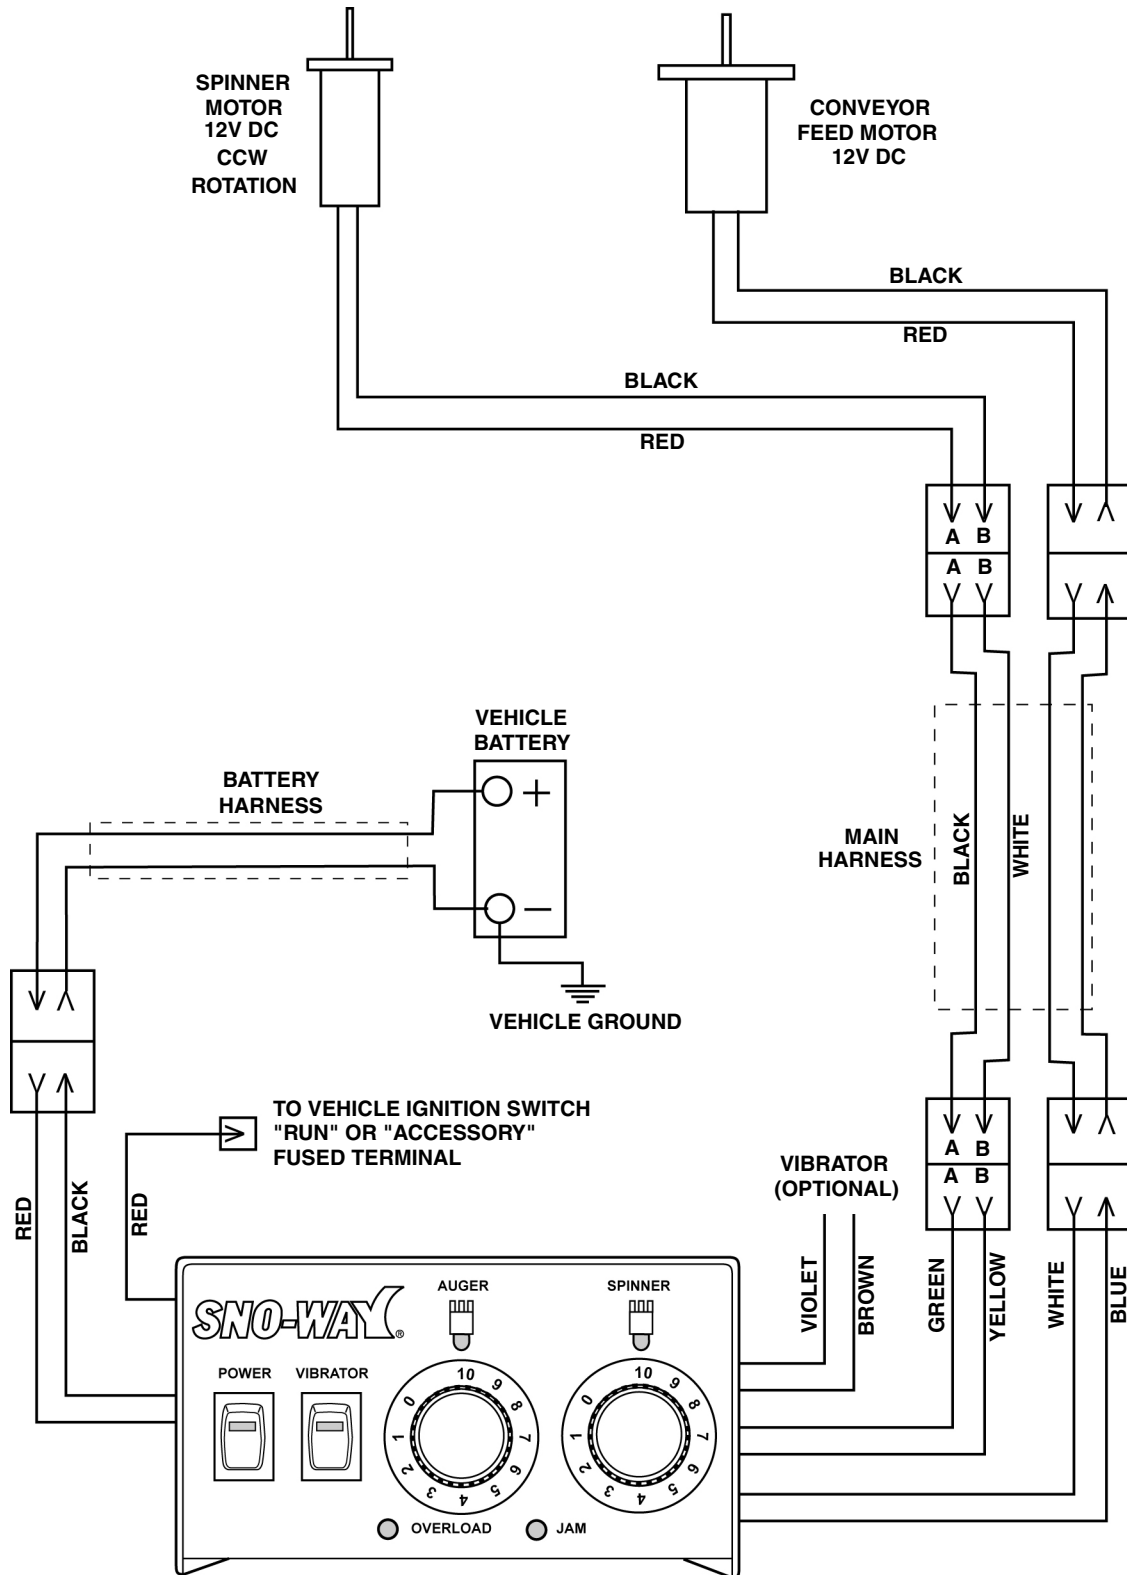 SPINNER
MOTOR
12V DC
CCW
ROTATION
CONVEYOR
FEED MOTOR
12V DC
BLACK
RED
BLACK
RED
A B
A B
VEHICLE
BATTERY
+
−
BATTERY
HARNESS
VEHICLE GROUND
MAIN
HARNESS
BLACK
WHITE
TO VEHICLE IGNITION SWITCH
"RUN" OR "ACCESSORY"
FUSED TERMINAL
RED
BLACK
RED
VIBRATOR
(OPTIONAL)
A B
A B
VIOLET
BROWN
GREEN
YELLOW
WHITE
BLUE
SNO-WAY®
AUGER
SPINNER
POWER
VIBRATOR
0 1 2 3 4 5 6 7 8 9 10
0 1 2 3 4 5 6 7 8 9 10
OVERLOAD
JAM